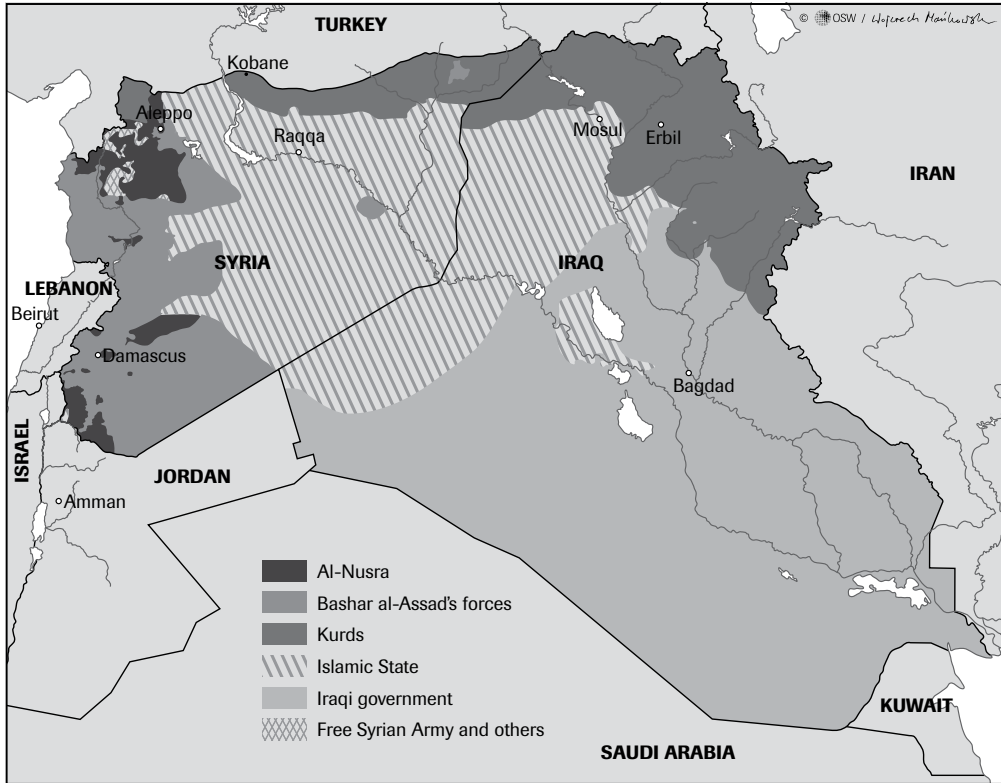 TURKEY
© OSW / Wojciech Mańkowski
Kobane
Aleppo
Mosul
Erbil
Raqqa
IRAN
SYRIA
IRAQ
LEBANON
Beirut
Damascus
Bagdad
ISRAEL
JORDAN
Amman
Al-Nusra
Bashar al-Assad's forces
Kurds
Islamic State
Iraqi government
Free Syrian Army and others
KUWAIT
SAUDI ARABIA